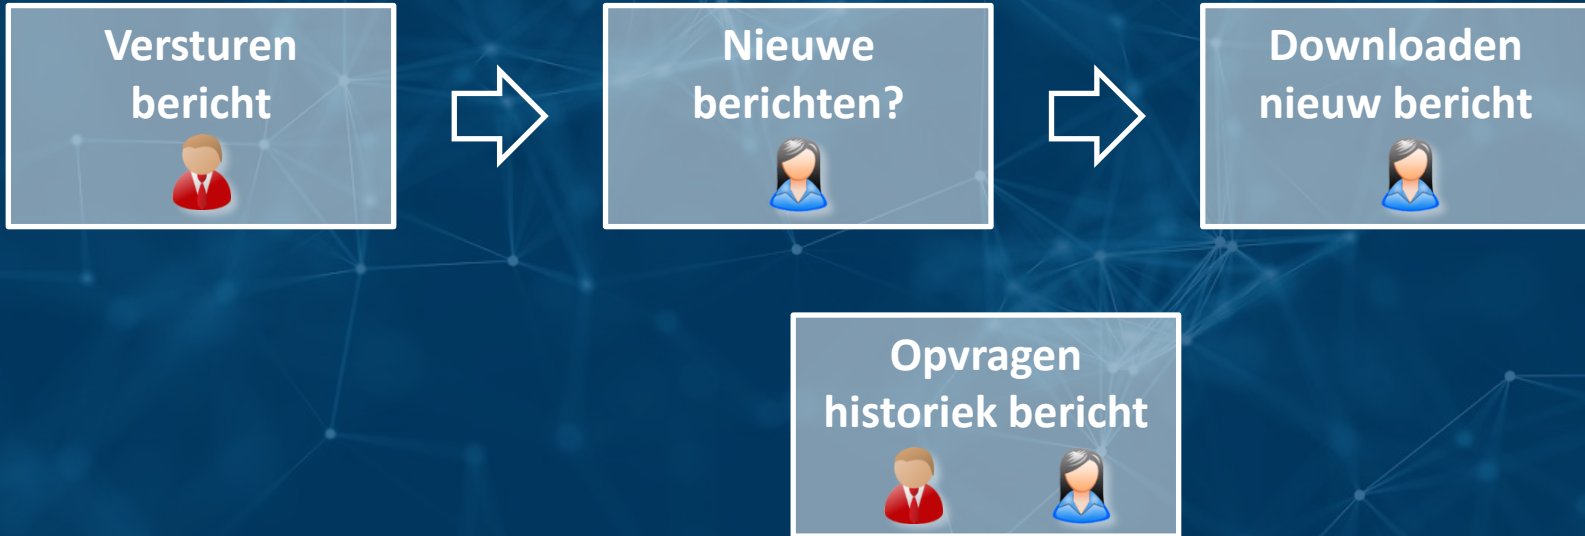 Versturen
bericht
Nieuwe
berichten?
Downloaden
nieuw bericht
Opvragen
historiek bericht